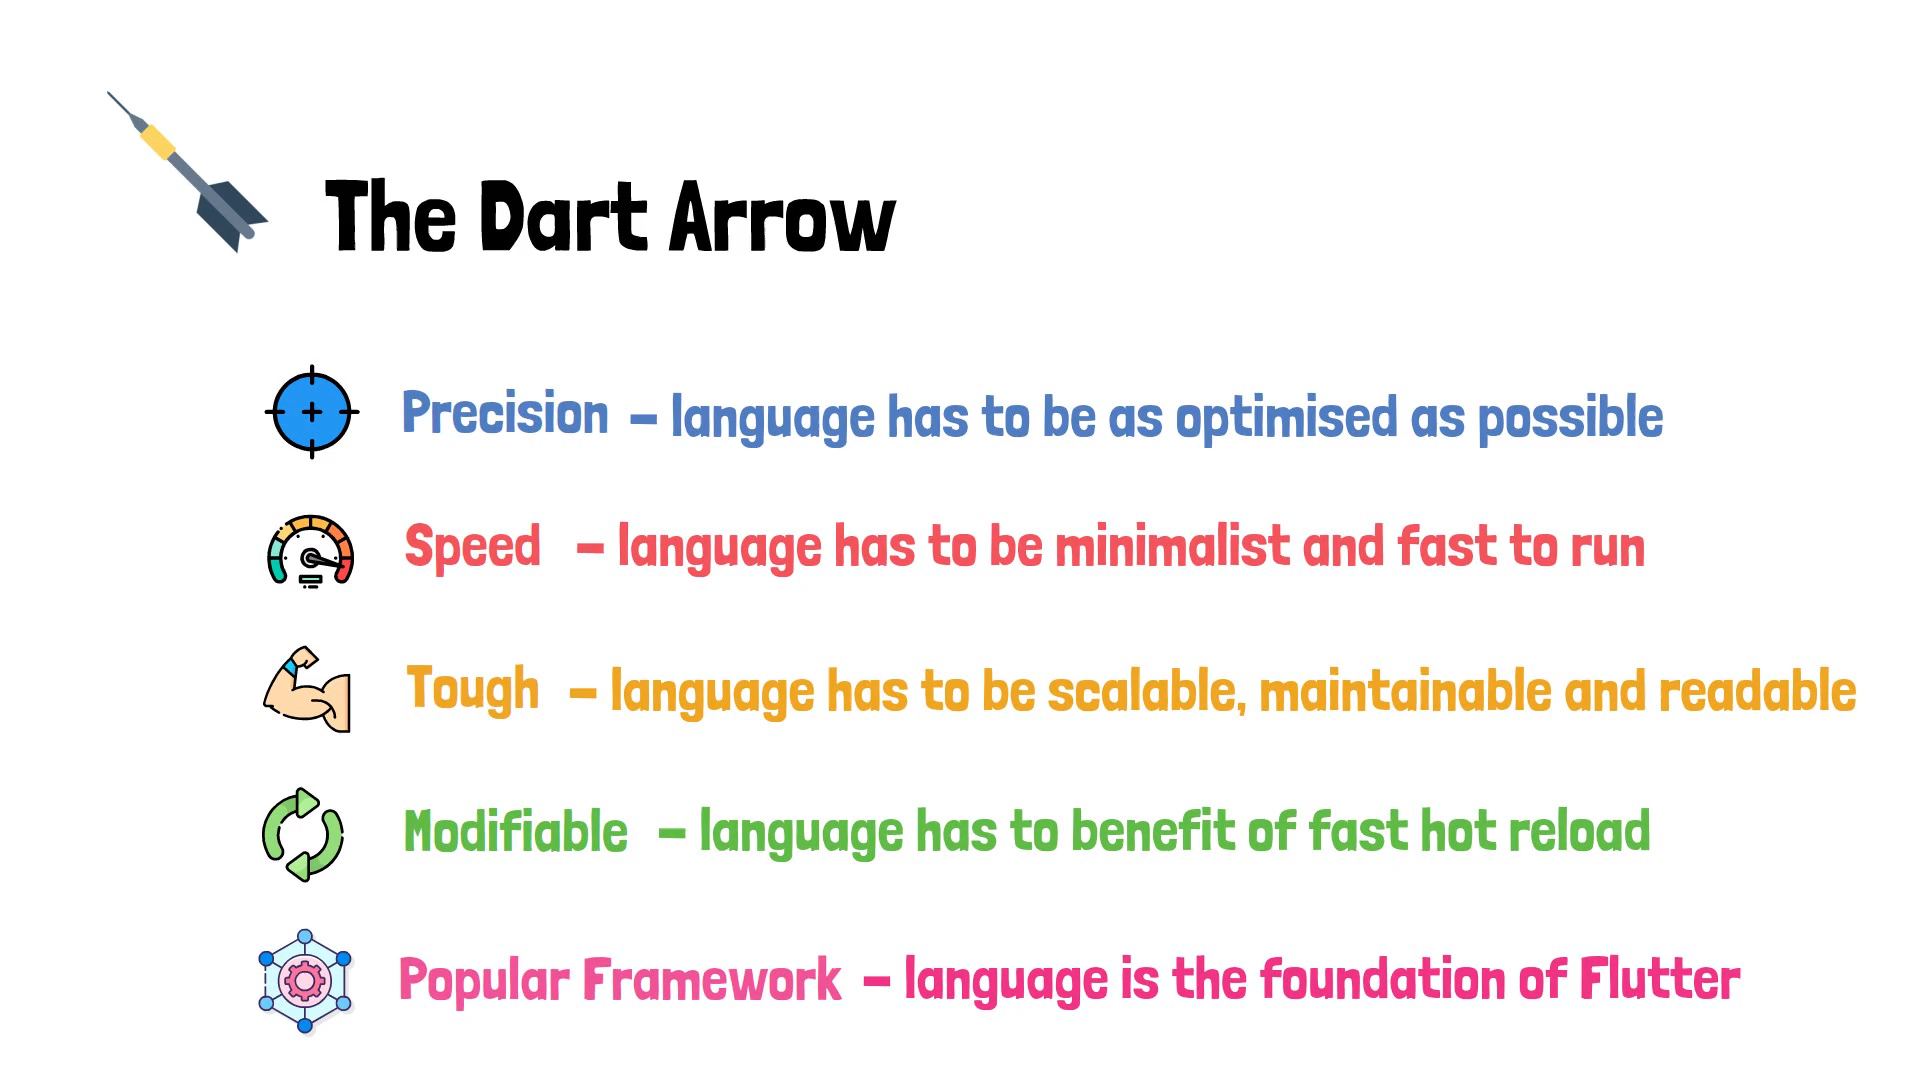 The Dart Arrow
Precision – language has to be as optimised as possible
Speed – language has to be minimalist and fast to run
Tough – language has to be scalable, maintainable and readable
Modifiable – language has to benefit of fast hot reload
Popular Framework – language is the foundation of Flutter